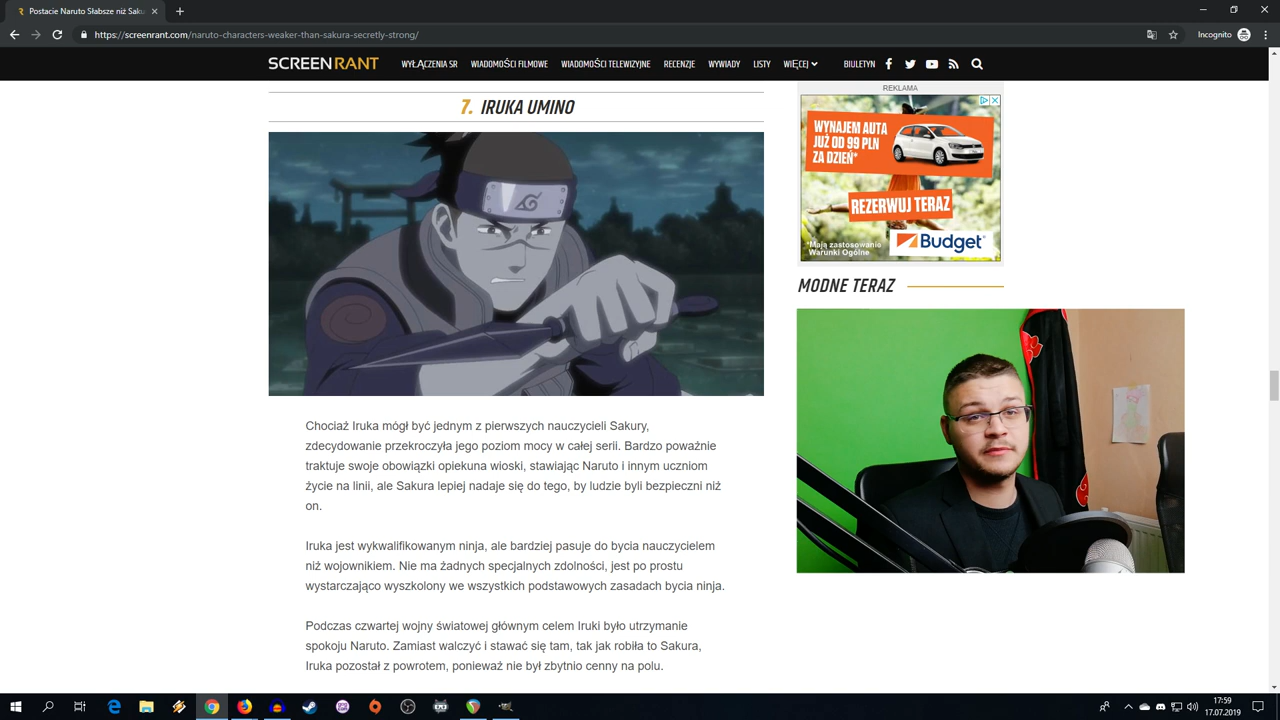 Postacie Naruto Słabsze niż Saku
https://screenrant.com/naruto-characters-weaker-than-sakura-secretly-strong/
Incognito
SCREENRANT
WYŁĄCZENIA SR
WIADOMOŚCI FILMOWE
WIADOMOŚCI TELEWIZYJNE
RECENZJE
WYWIADY
LISTY
WIĘCEJ
BIULETYN
7. IRUKA UMINO
REKLAMA
WYNAJEM AUTA
JUŻ OD 99 PLN
ZA DZIEŃ*
REZERWUJ TERAZ
*Mają zastosowanie
Warunki Ogólne
Budget
MODNE TERAZ
Chociaż Iruka mógł być jednym z pierwszych nauczycieli Sakury,
zdecydowanie przekroczyła jego poziom mocy w całej serii. Bardzo poważnie
traktuje swoje obowiązki opiekuna wioski, stawiając Naruto i innym uczniom
życie na linii, ale Sakura lepiej nadaje się do tego, by ludzie byli bezpieczni niż
on.
Iruka jest wykwalifikowanym ninja, ale bardziej pasuje do bycia nauczycielem
niż wojownikiem. Nie ma żadnych specjalnych zdolności, jest po prostu
wystarczająco wyszkolony we wszystkich podstawowych zasadach bycia ninja.
Podczas czwartej wojny światowej głównym celem Iruki było utrzymanie
spokoju Naruto. Zamiast walczyć i stawać się tam, tak jak robiła to Sakura,
Iruka pozostał z powrotem, ponieważ nie był zbytnio cenny na polu.
17:59
17.07.2019